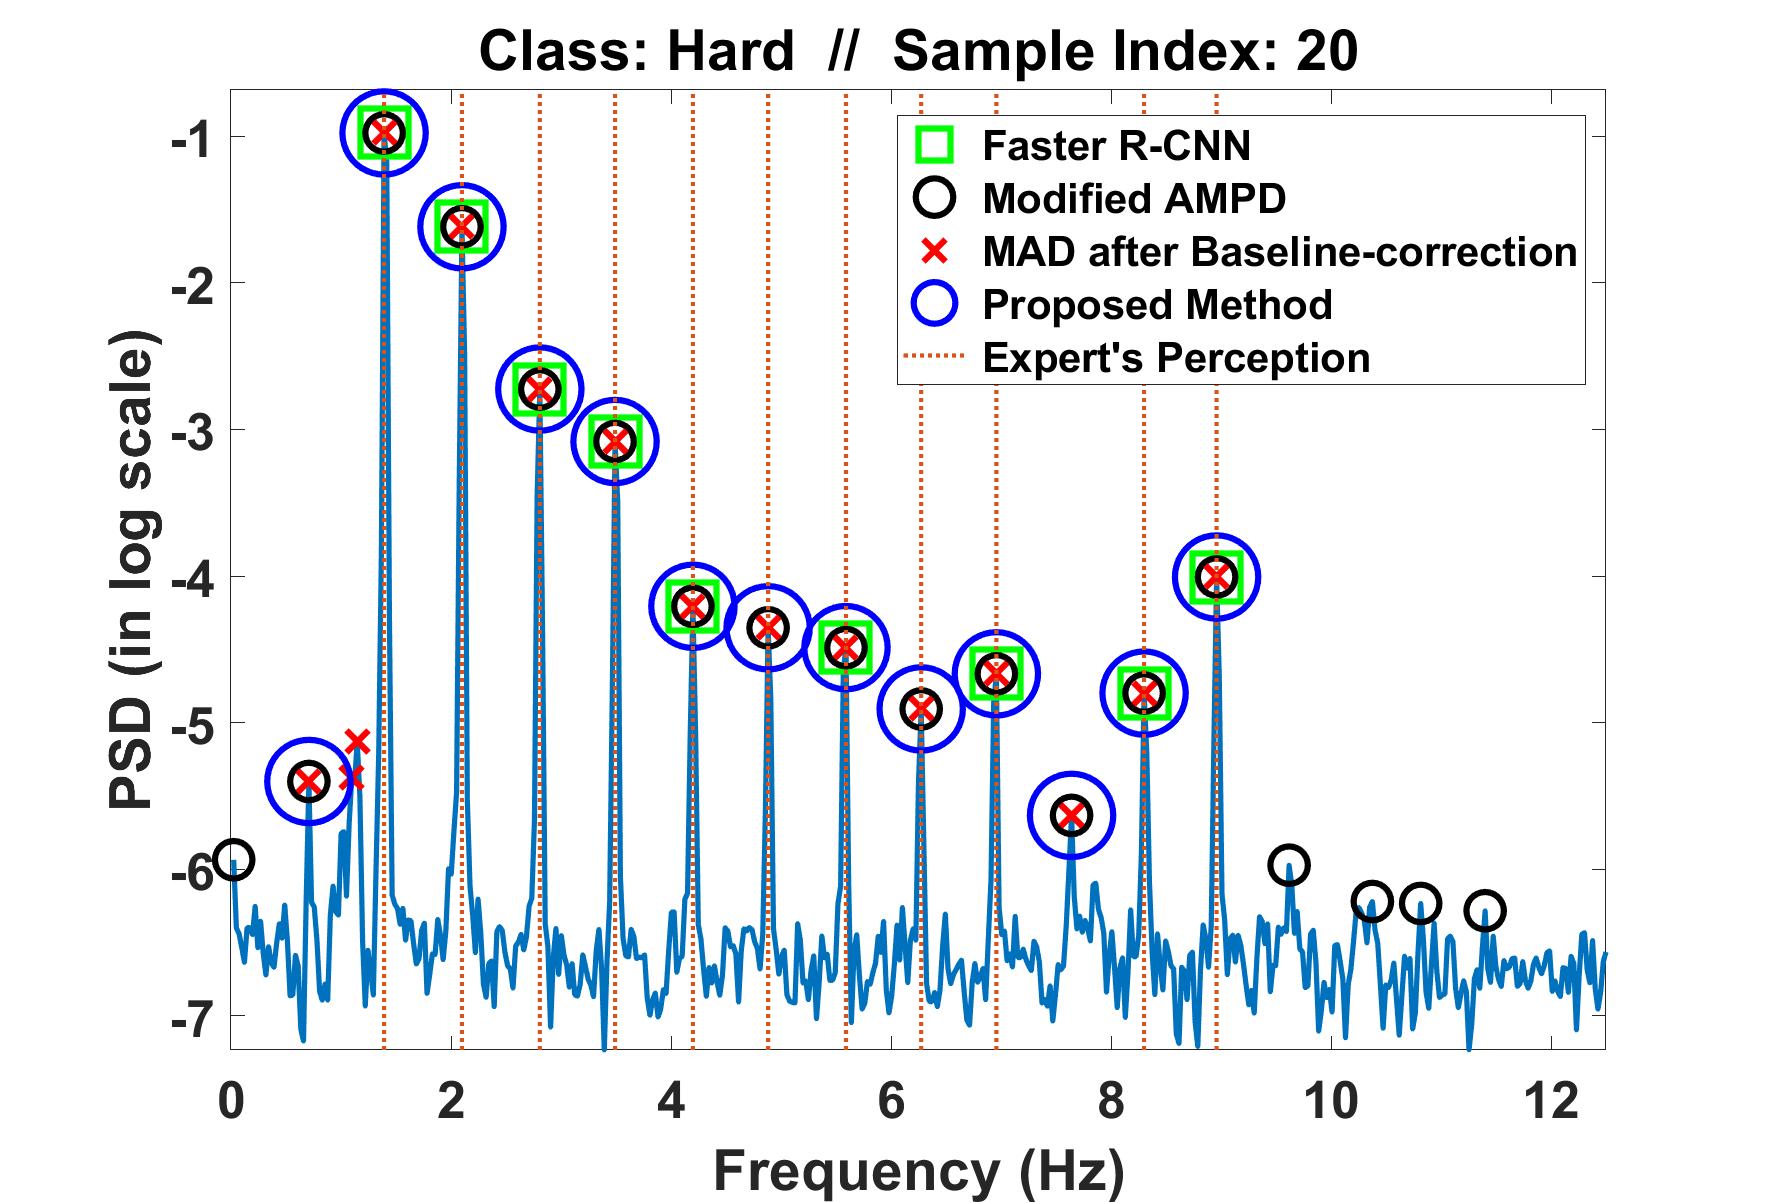 Class: Hard // Sample Index: 20
Faster R-CNN
Modified AMPD
MAD after Baseline-correction
Proposed Method
Expert's Perception
PSD (in log scale)
-1
-2
-3
-4
-5
-6
-7
0 2 4 6 8 10 12
Frequency (Hz)